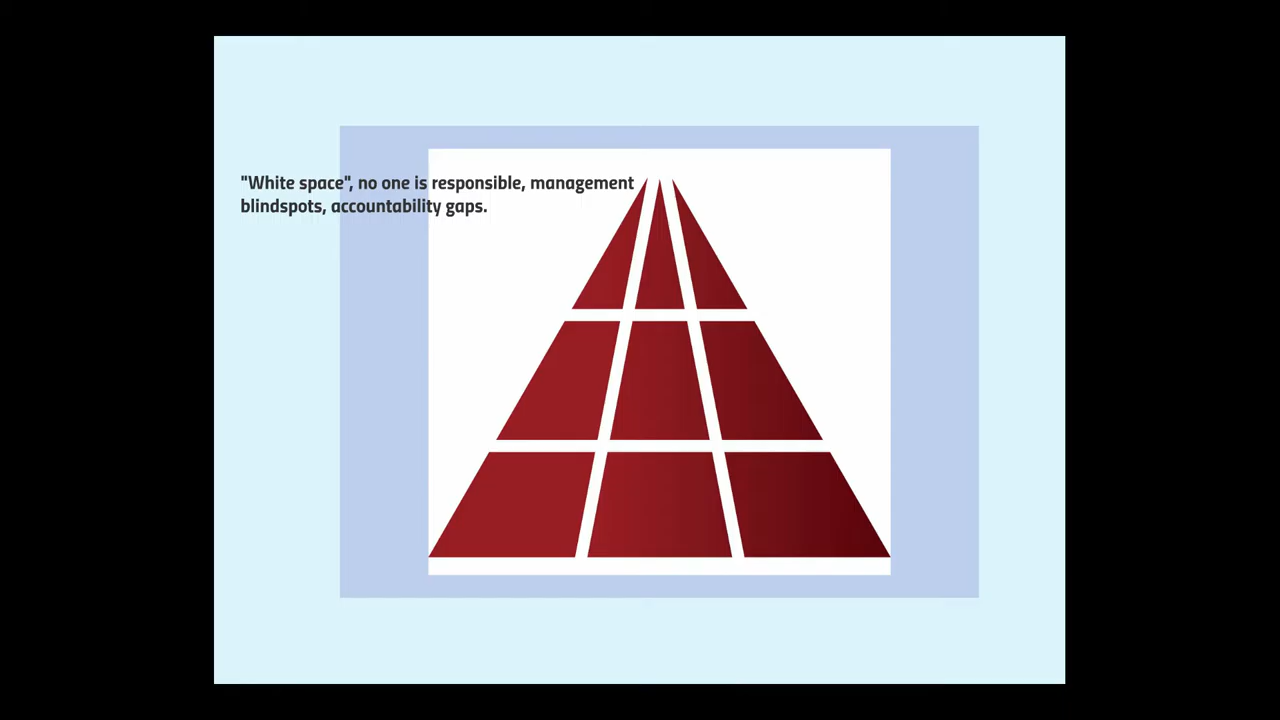 "White space", no one is responsible, management
blindspots, accountability gaps.